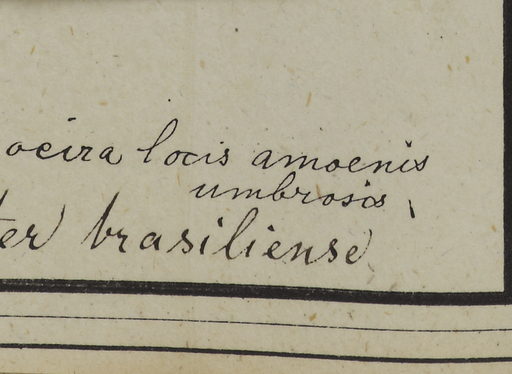 oeira locis amoenis
umbrosis,
ter brasiliense